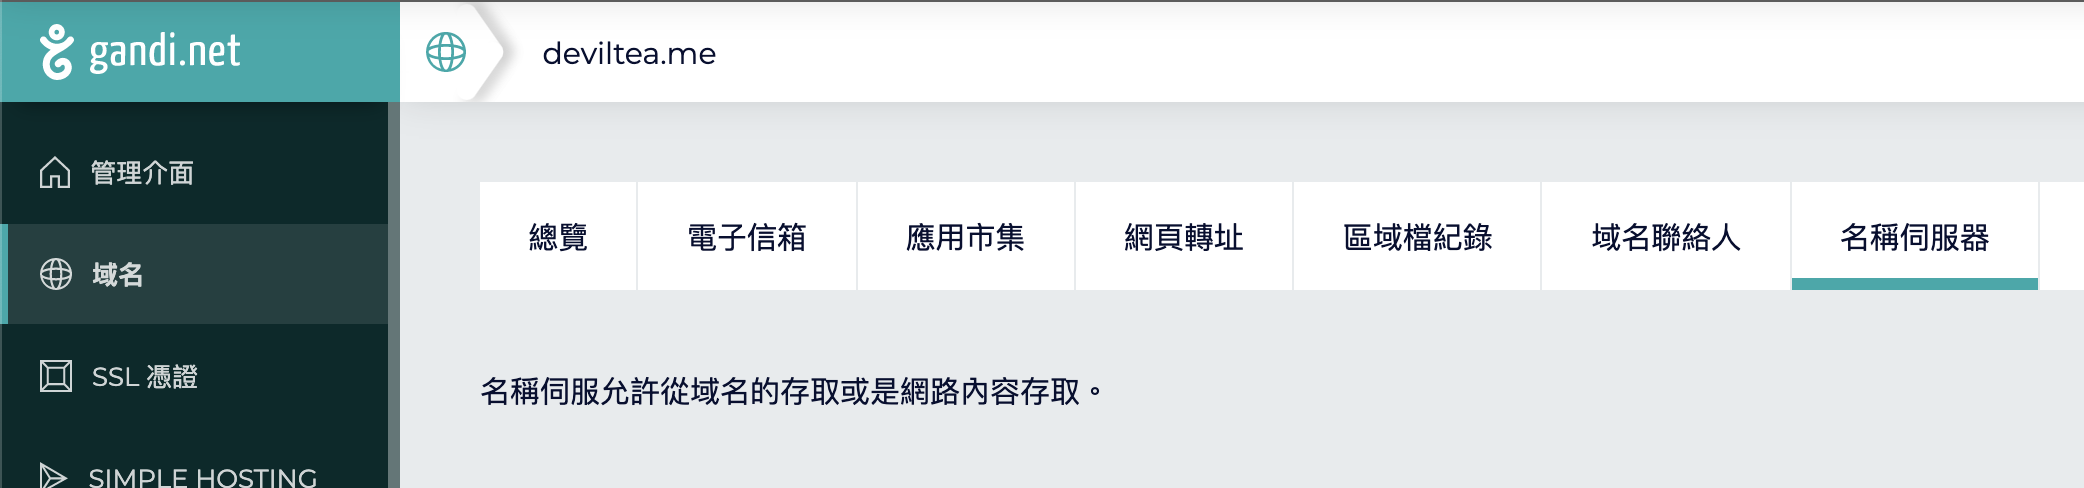 gandi.net
deviltea.me
管理介面
域名
SSL 憑證
SIMPLE HOSTING
總覽
電子信箱
應用市集
網頁轉址
區域檔紀錄
域名聯絡人
名稱伺服器
名稱伺服允許從域名的存取或是網路內容存取。